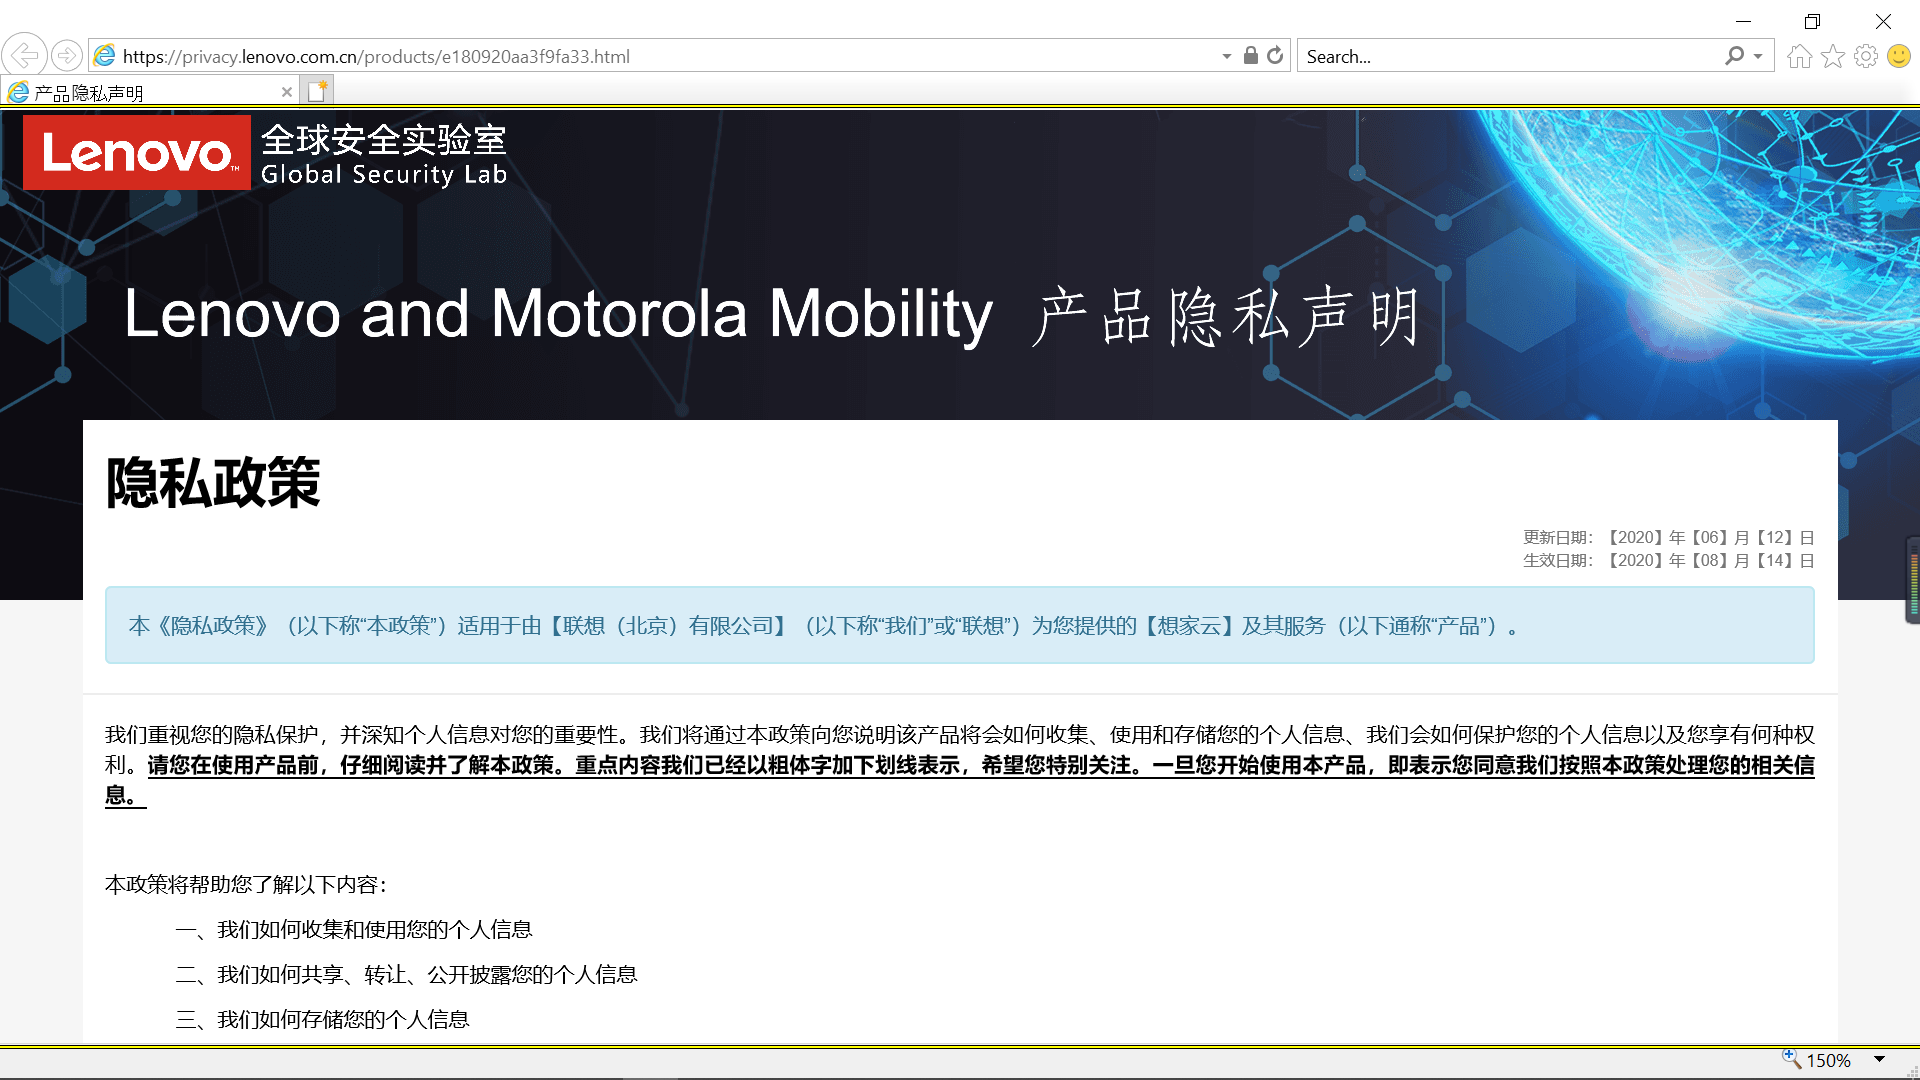 https://privacy.lenovo.com.cn/products/e180920aa3f9fa33.html
Search...
产品隐私声明
Lenovo™ 全球安全实验室
Global Security Lab
Lenovo and Motorola Mobility 产品隐私声明
隐私政策
更新日期：【2020】年【06】月【12】日
生效日期：【2020】年【08】月【14】日
本《隐私政策》（以下称“本政策”）适用于由【联想（北京）有限公司】（以下称“我们”或“联想”）为您提供的【想家云】及其服务（以下通称“产品”）。
我们重视您的隐私保护，并深知个人信息对您的重要性。我们将通过本政策向您说明该产品将会如何收集、使用和存储您的个人信息、我们会如何保护您的个人信息以及您享有何种权
利。请您在使用产品前，仔细阅读并了解本政策。重点内容我们已经以粗体字加下划线表示，希望您特别关注。一旦您开始使用本产品，即表示您同意我们按照本政策处理您的相关信
息。
本政策将帮助您了解以下内容：
一、我们如何收集和使用您的个人信息
二、我们如何共享、转让、公开披露您的个人信息
三、我们如何存储您的个人信息
150%